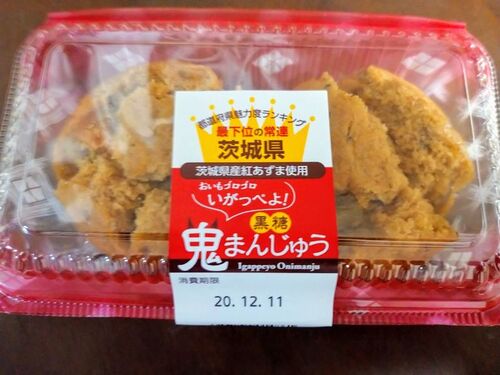 都道府県魅力度ランキング
最下位の常連
茨城県
茨城県産紅あずま使用
おいもゴロゴロ
いがっぺよ!
黒糖
鬼まんじゅう
Igappeyo Onimanju
消費期限
20.12.11